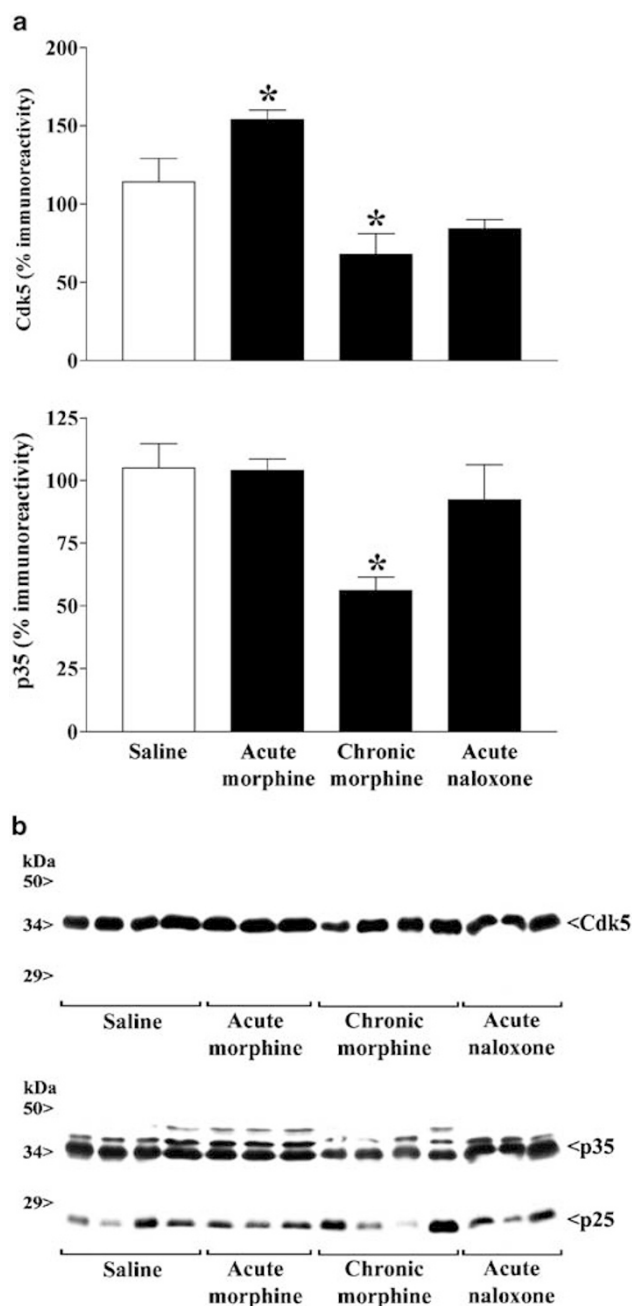 a
Cdk5 (% immunoreactivity)
200
150
100
50
0
*
*
p35 (% immunoreactivity)
125
100
75
50
25
0
*
Saline
Acute
morphine
Chronic
morphine
Acute
naloxone
b
kDa
50>
34>
<Cdk5
29>
Saline
Acute
morphine
Chronic
morphine
Acute
naloxone
kDa
50>
34>
<p35
29>
<p25
Saline
Acute
morphine
Chronic
morphine
Acute
naloxone